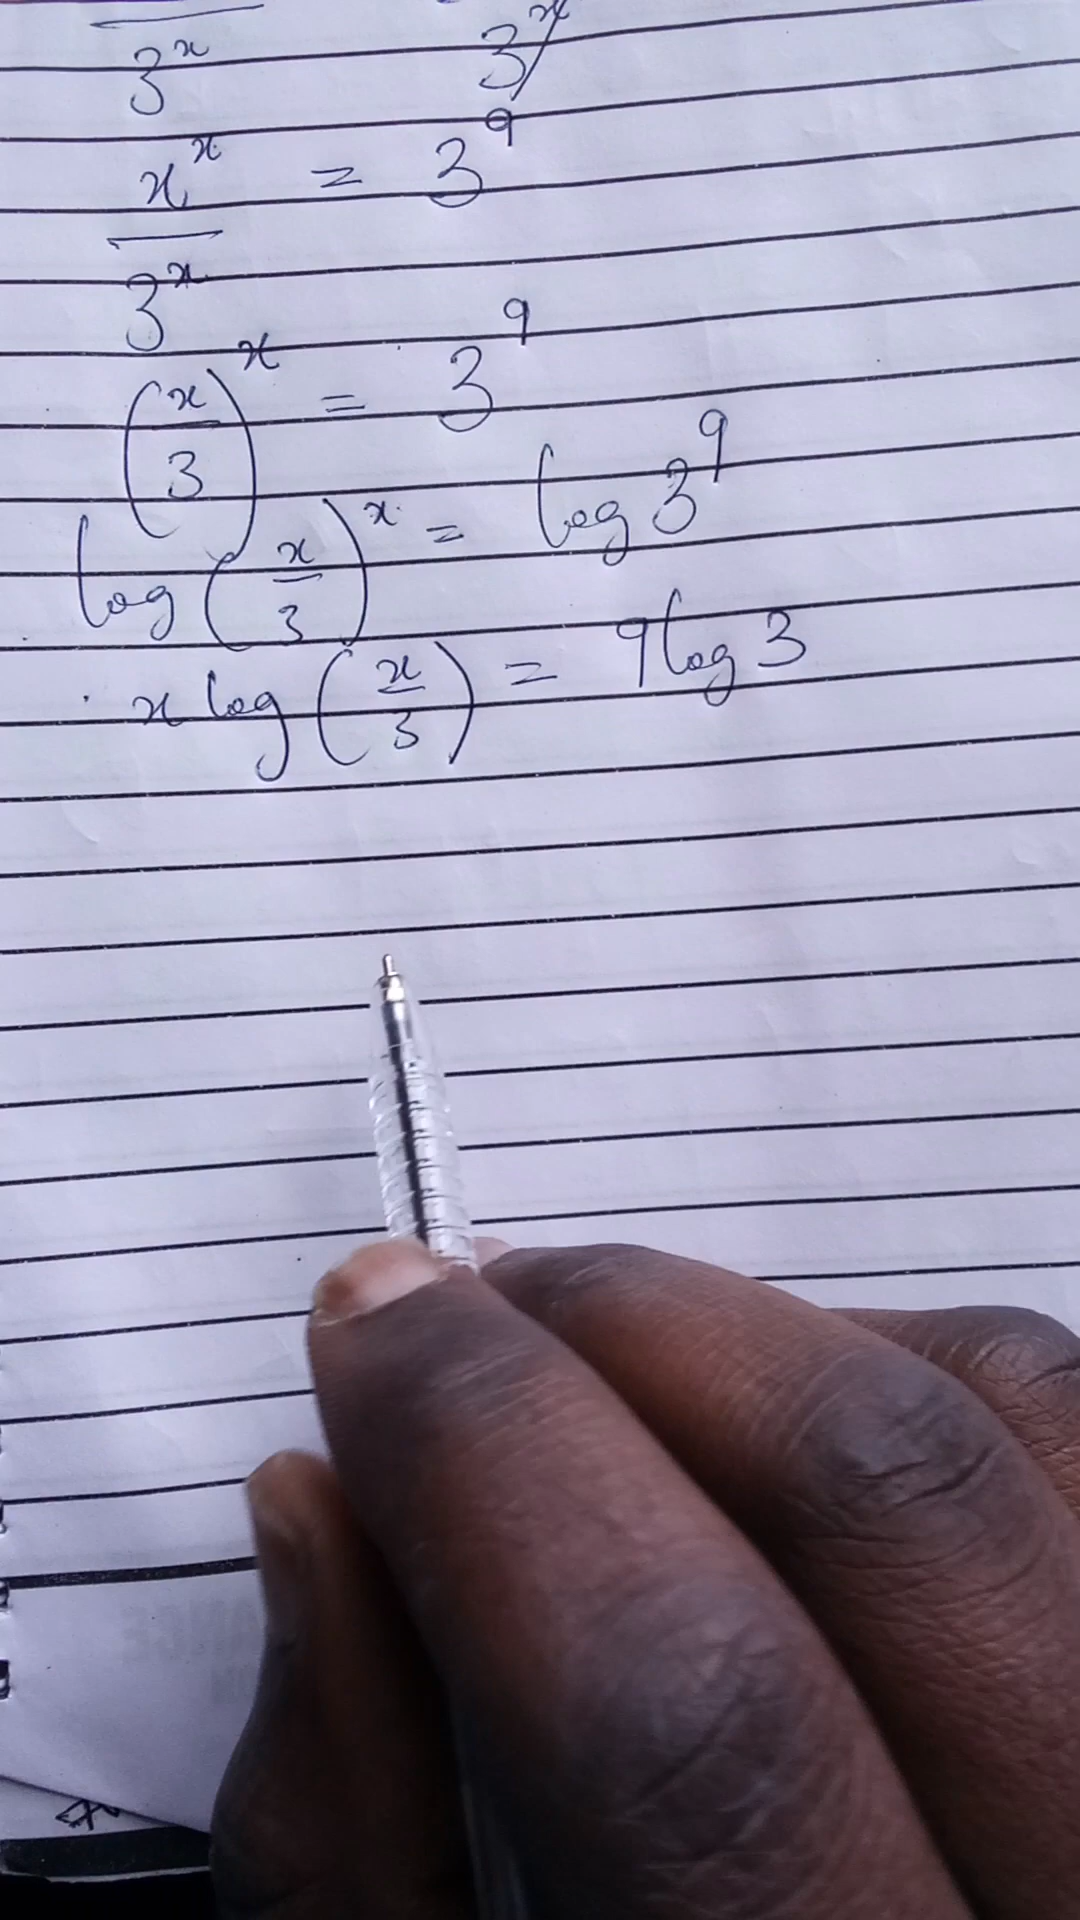 3^x 3^x
x^x/3^x = 3^9
(x/3)^x = 3^9
log (x/3)^x = log 3^9
x log (x/3) = 9 log 3